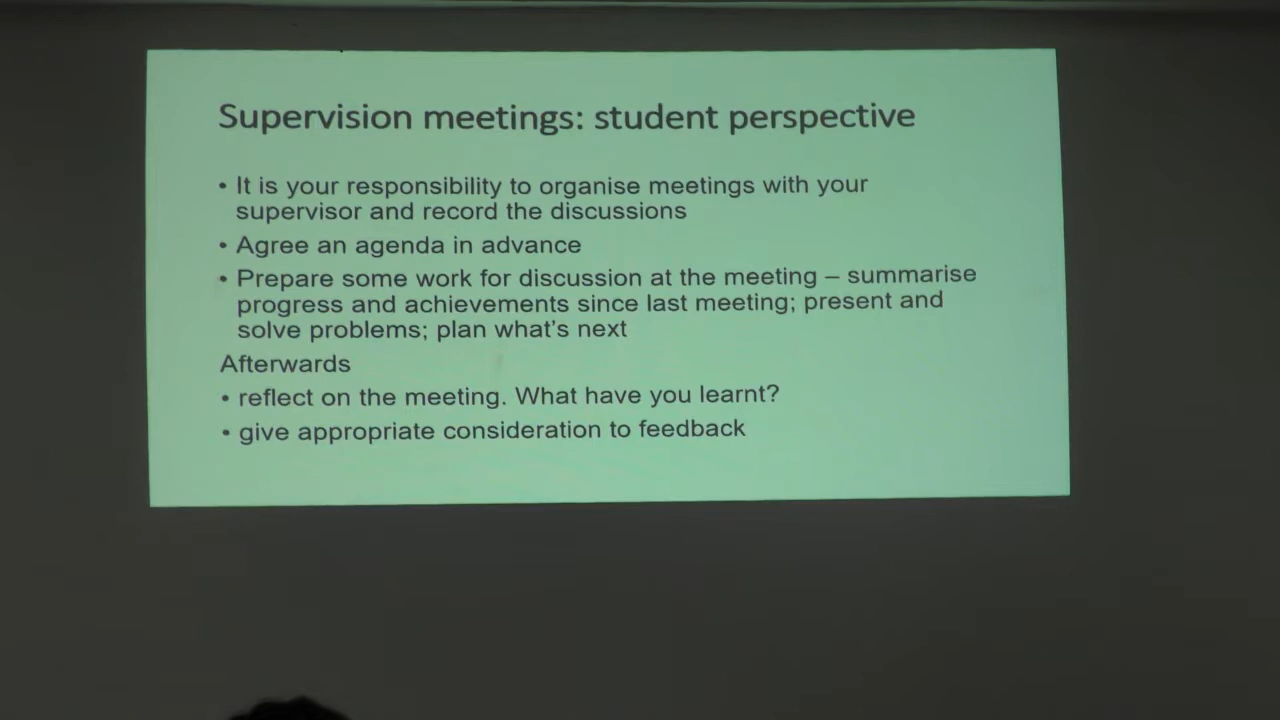 Supervision meetings: student perspective
• It is your responsibility to organise meetings with your
supervisor and record the discussions
• Agree an agenda in advance
• Prepare some work for discussion at the meeting – summarise
progress and achievements since last meeting; present and
solve problems; plan what's next
Afterwards
• reflect on the meeting. What have you learnt?
• give appropriate consideration to feedback